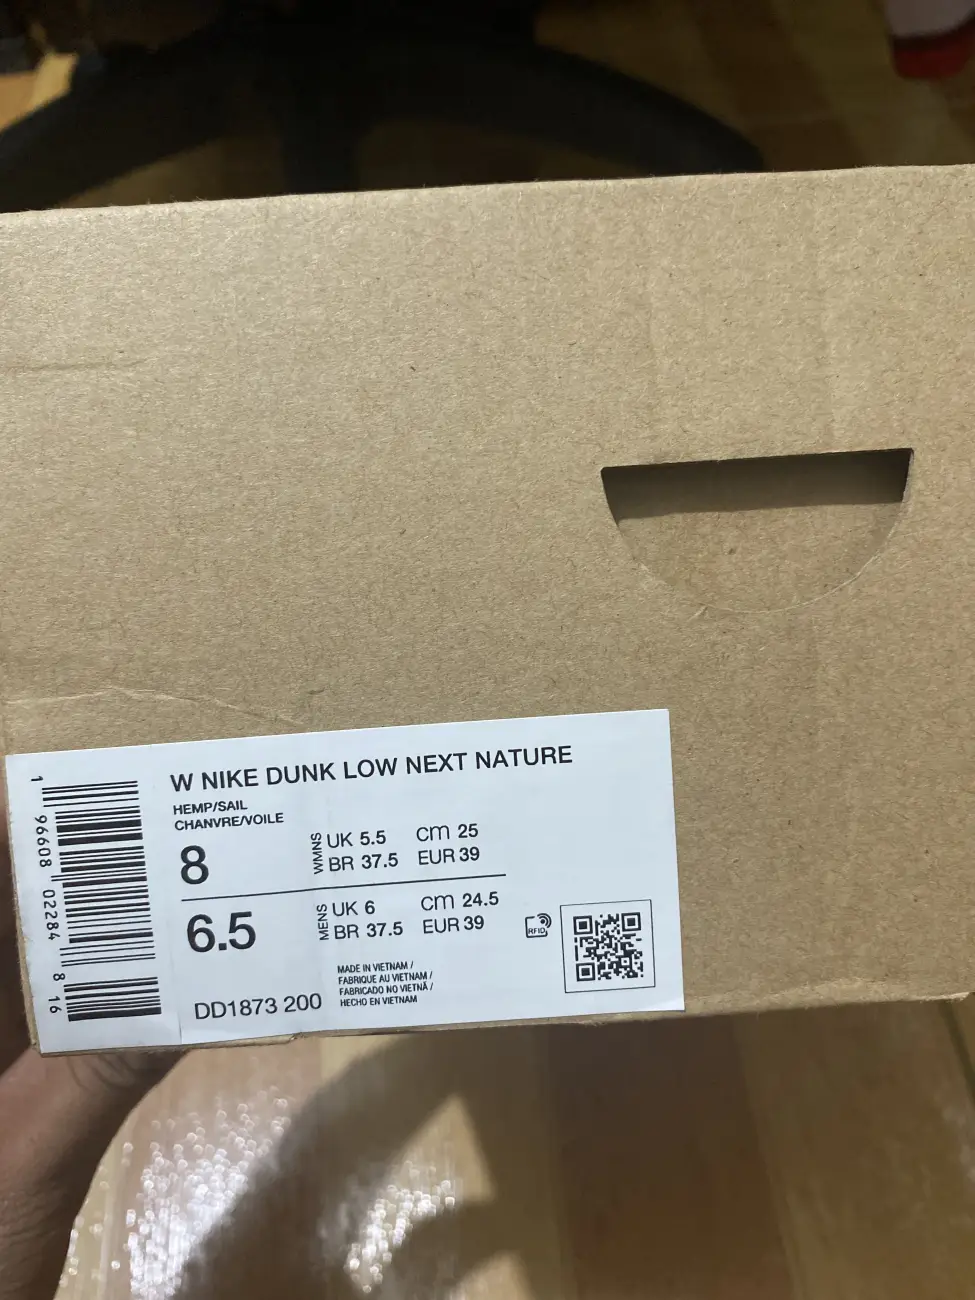 W NIKE DUNK LOW NEXT NATURE
HEMP/SAIL
CHANVRE/VOILE
8
WMNS
UK 5.5 cm 25
BR 37.5 EUR 39
6.5
MENS
UK 6 cm 24.5
BR 37.5 EUR 39
RFID
MADE IN VIETNAM /
FABRIQUE AU VIETNAM /
FABRICADO NO VIETNÃ /
HECHO EN VIETNAM
DD1873 200
1 96608 02284 8 16